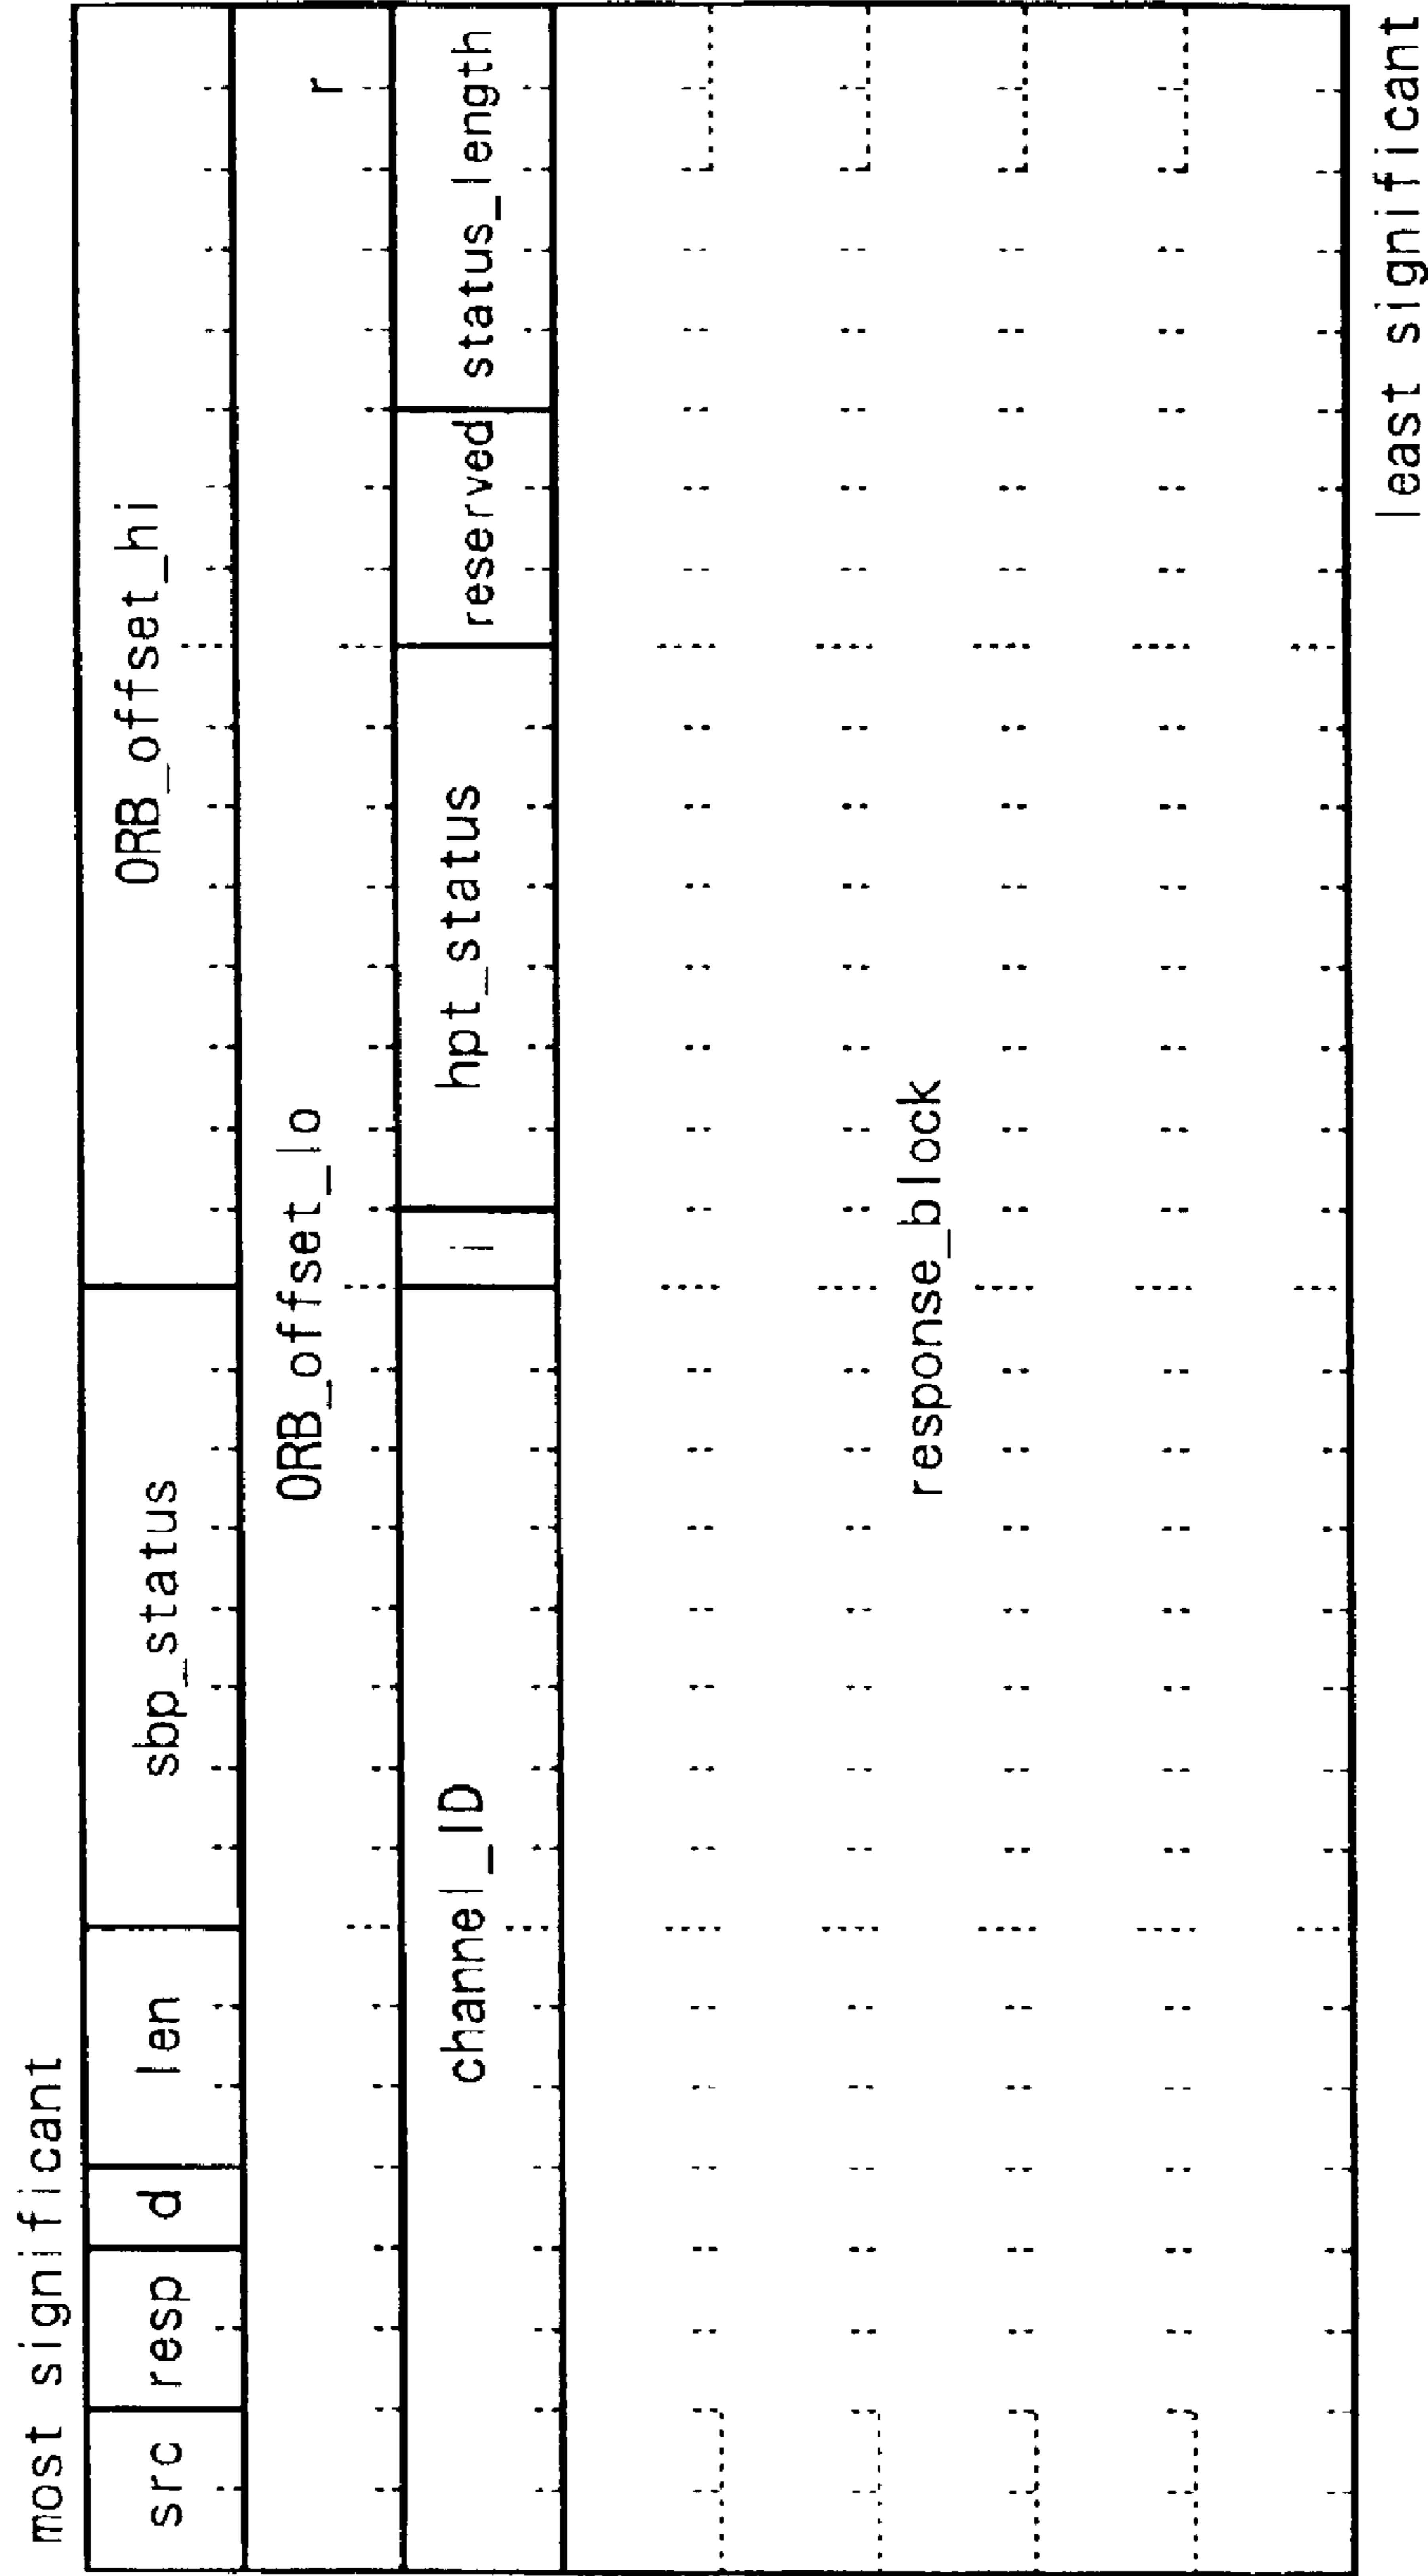 most significant
src resp d len sbp_status ORB_offset_hi
ORB_offset_lo r
channel_ID i hpt_status reserved status_length
response_block
least significant